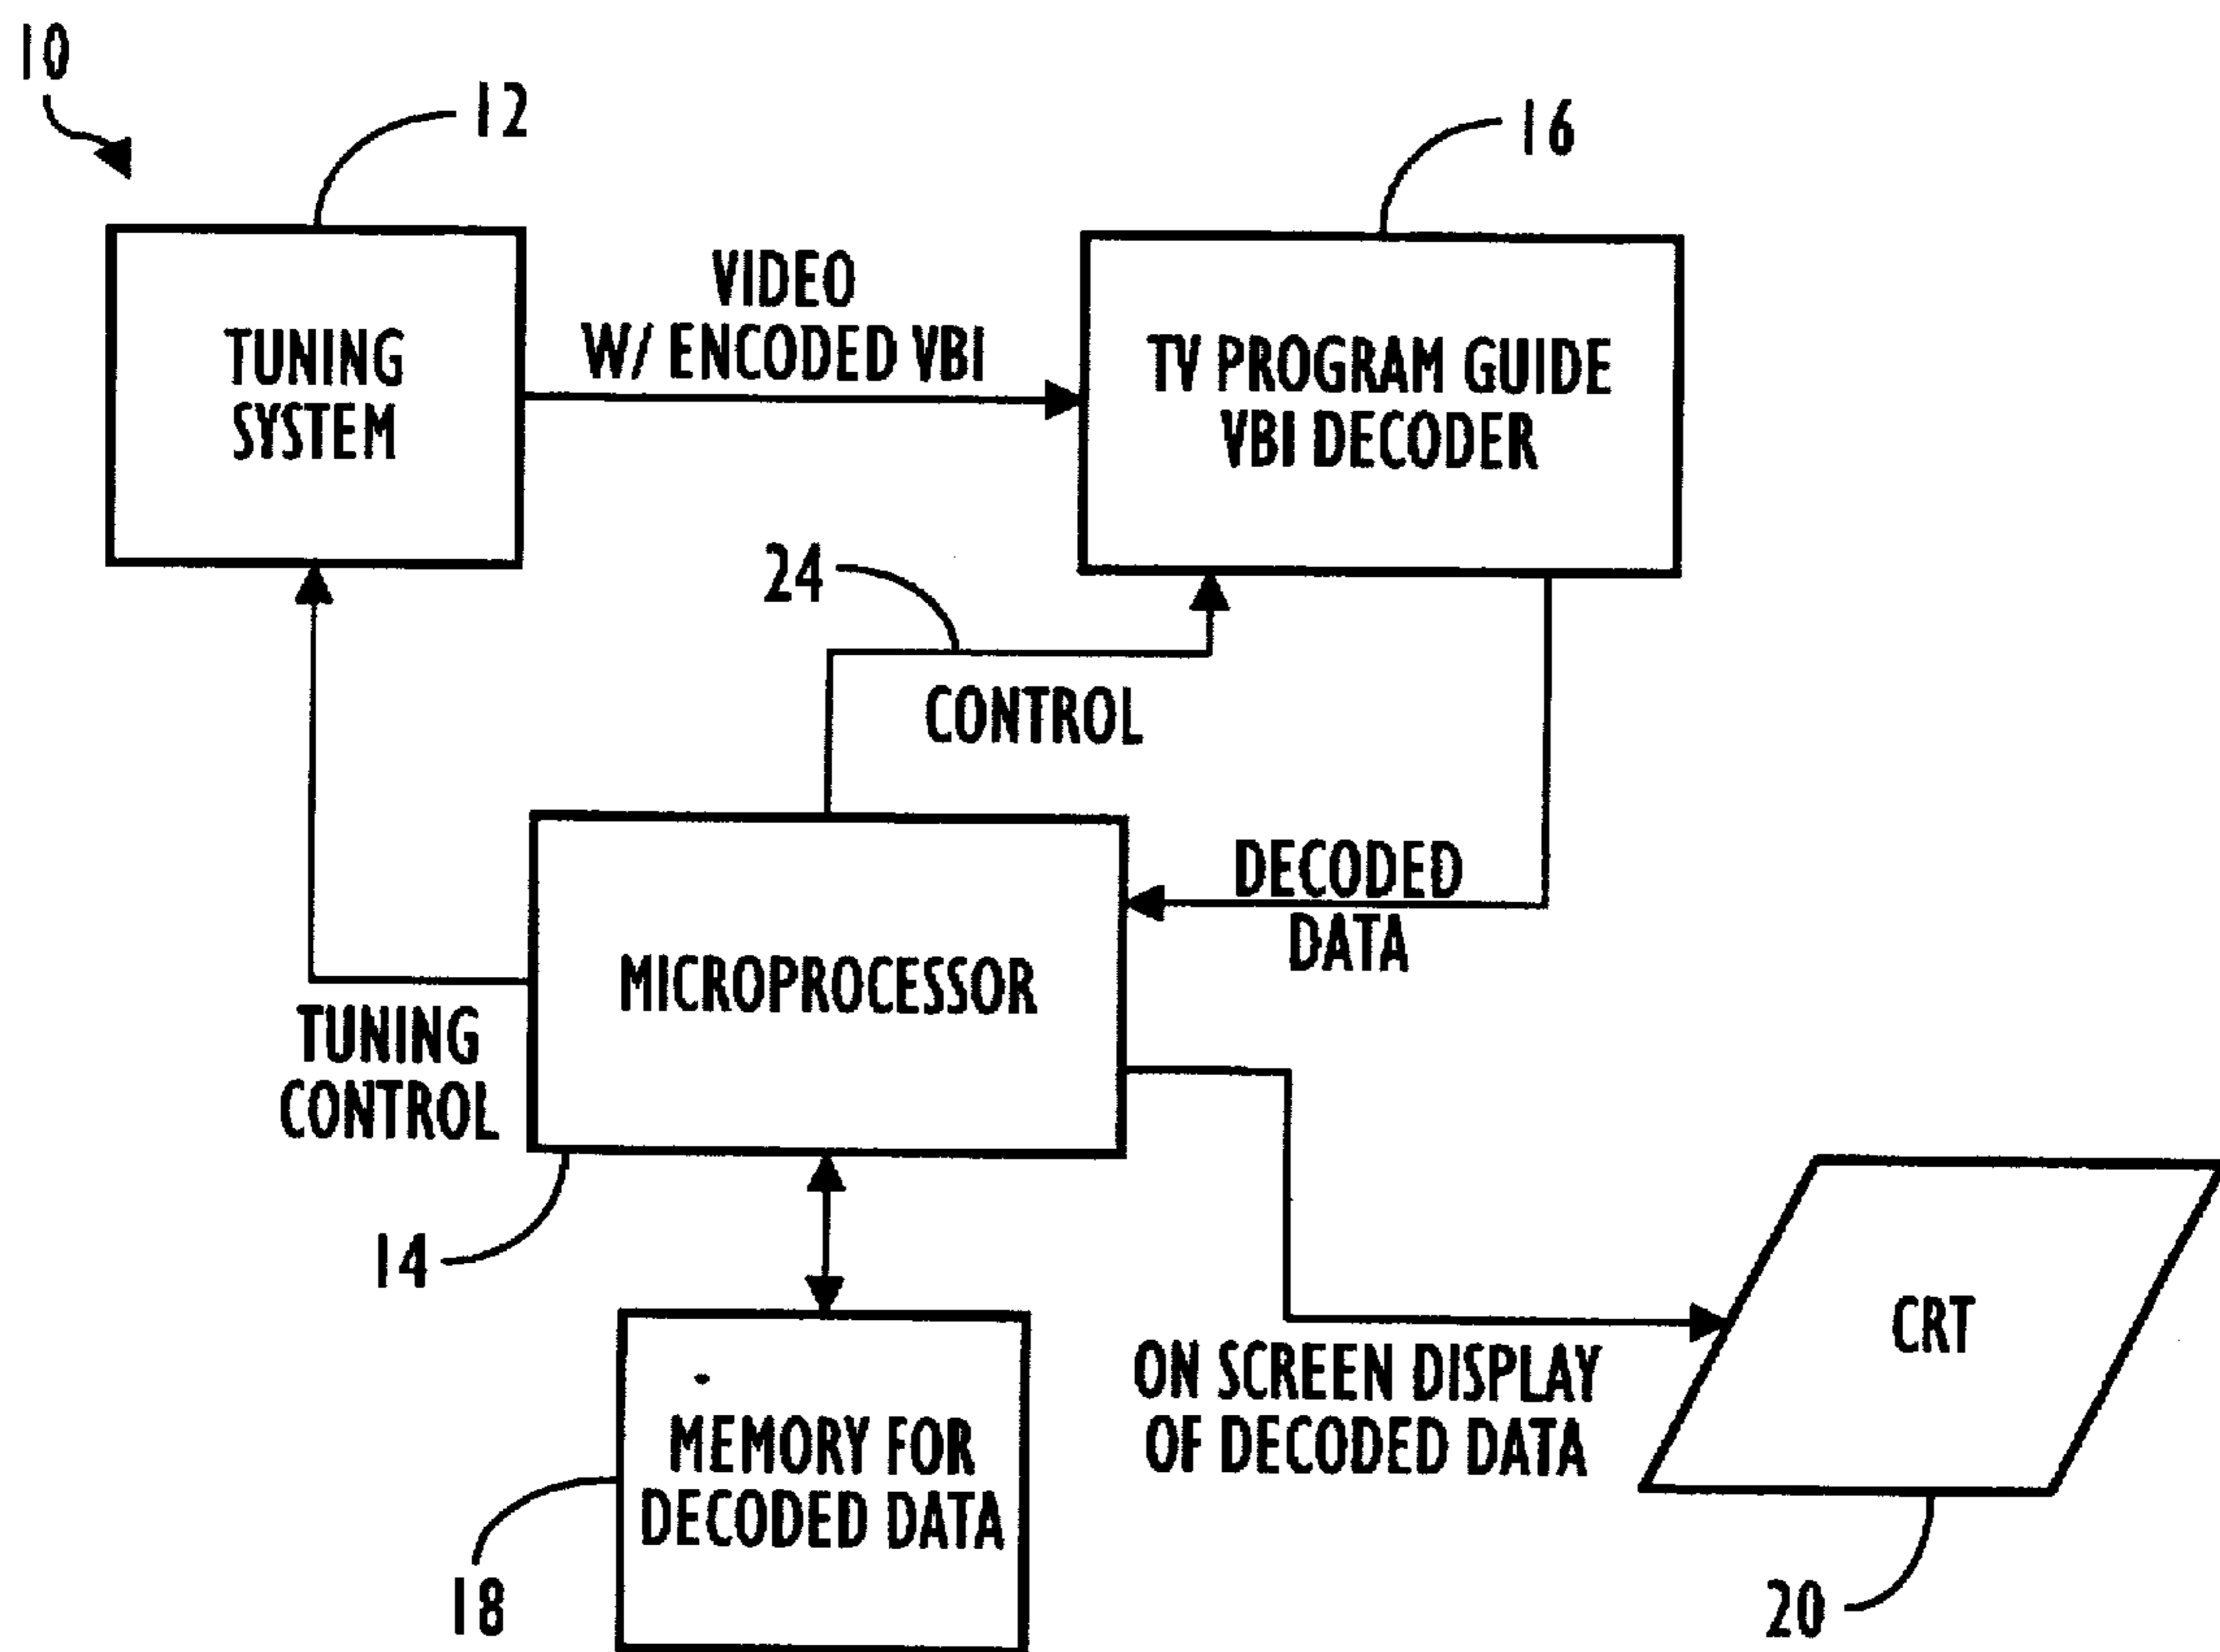 10
12
16
TUNING
SYSTEM
VIDEO
W/ ENCODED VBI
TV PROGRAM GUIDE
VBI DECODER
24
CONTROL
DECODED
DATA
MICROPROCESSOR
TUNING
CONTROL
14
MEMORY FOR
DECODED DATA
18
ON SCREEN DISPLAY
OF DECODED DATA
CRT
20